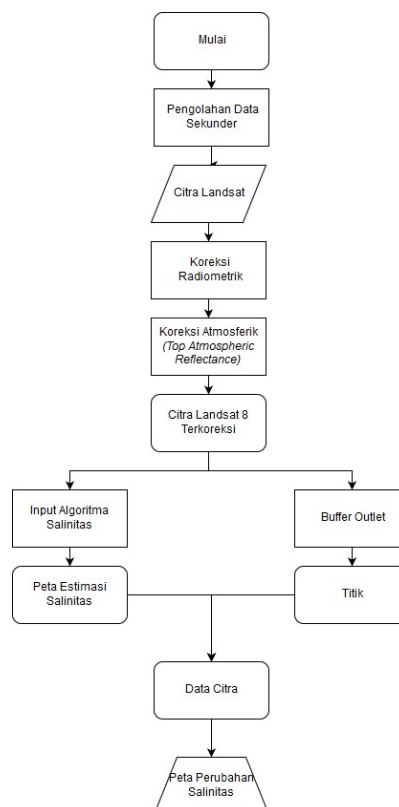 Mulai
Pengolahan Data
Sekunder
Citra Landsat
Koreksi
Radiometrik
Koreksi Atmosferik
(Top Atmospheric
Reflectance)
Citra Landsat 8
Terkoreksi
Input Algoritma
Salinitas
Buffer Outlet
Peta Estimasi
Salinitas
Titik
Data Citra
Peta Perubahan
Salinitas